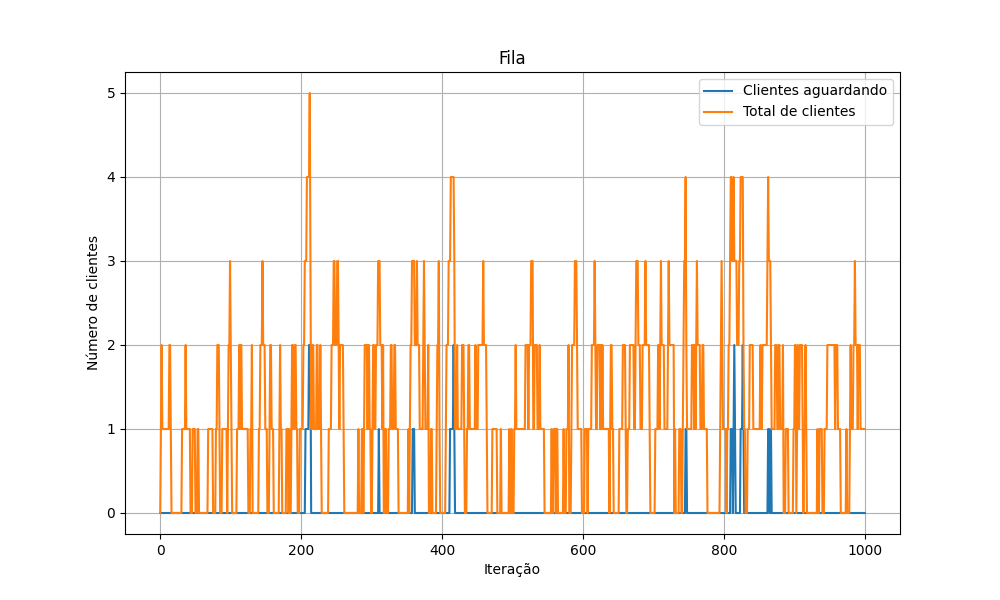 Fila
Clientes aguardando
Total de clientes
Número de clientes
5
4
3
2
1
0
0 200 400 600 800 1000
Iteração